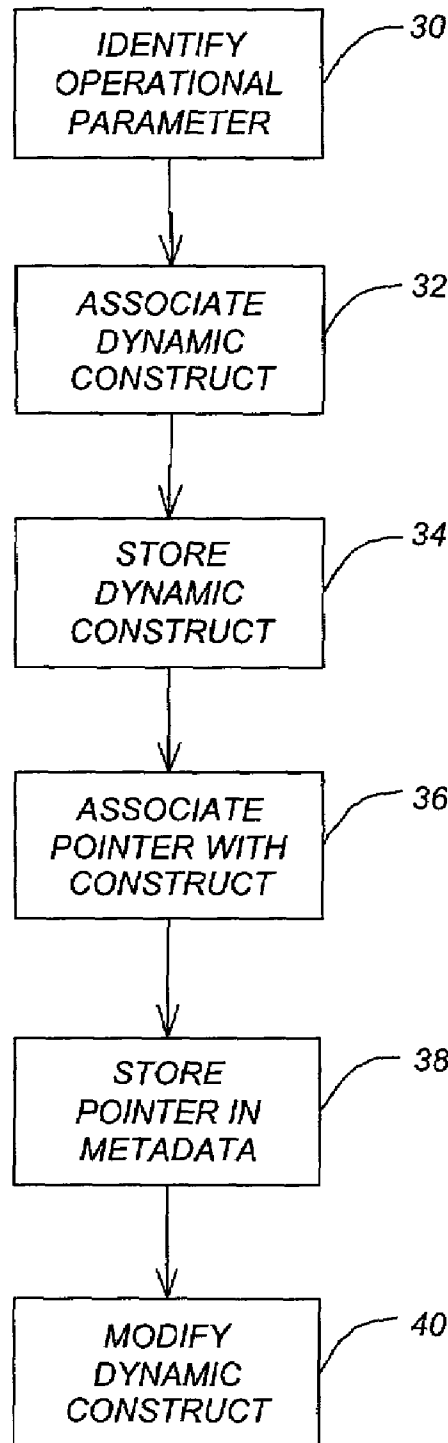 IDENTIFY
OPERATIONAL
PARAMETER
30
ASSOCIATE
DYNAMIC
CONSTRUCT
32
STORE
DYNAMIC
CONSTRUCT
34
ASSOCIATE
POINTER WITH
CONSTRUCT
36
STORE
POINTER IN
METADATA
38
MODIFY
DYNAMIC
CONSTRUCT
40